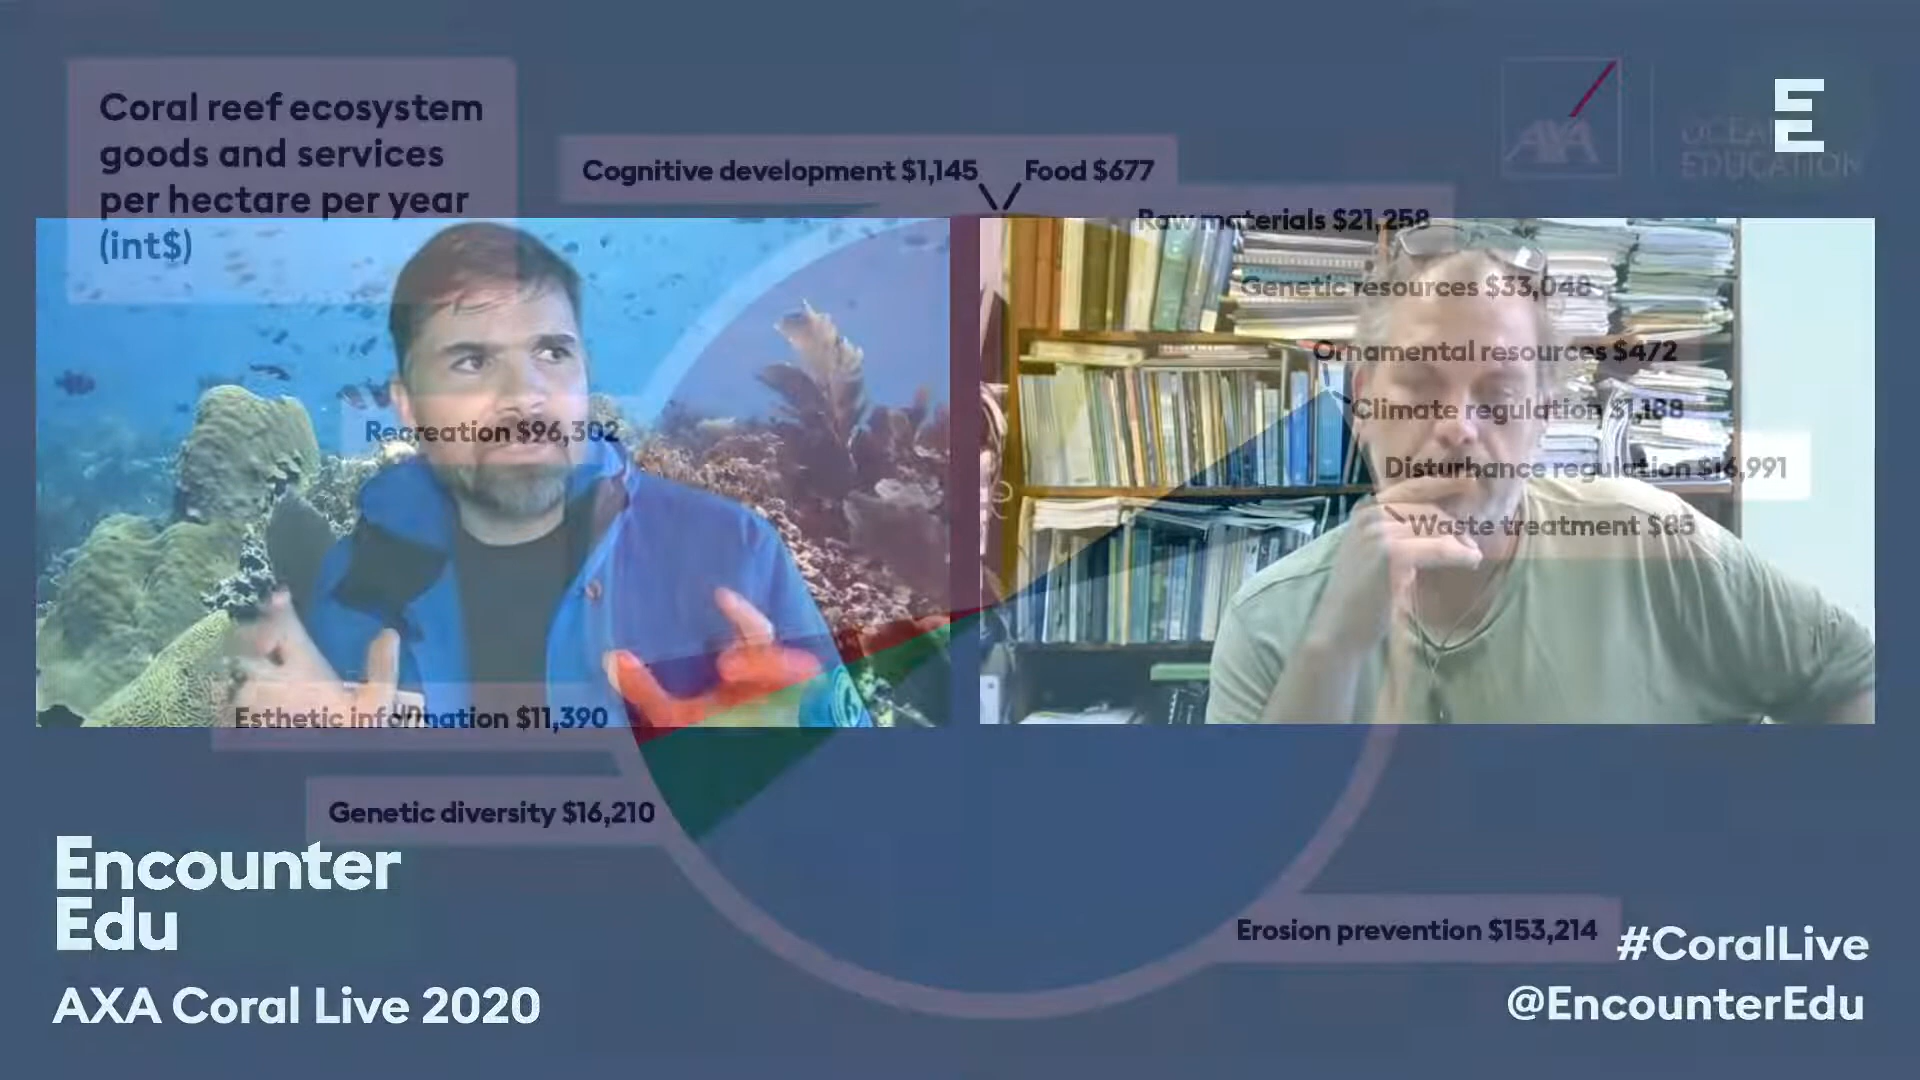 Coral reef ecosystem
goods and services
per hectare per year
(int$)
Cognitive development $1,145
Food $677
AXA
OCEAN
EDUCATION
Raw materials $21,258
Genetic resources $33,048
Ornamental resources $472
Climate regulation $1,188
Recreation $96,302
Disturbance regulation $16,991
Waste treatment $85
Esthetic information $11,390
Genetic diversity $16,210
Erosion prevention $153,214
Encounter
Edu
AXA Coral Live 2020
#CoralLive
@EncounterEdu